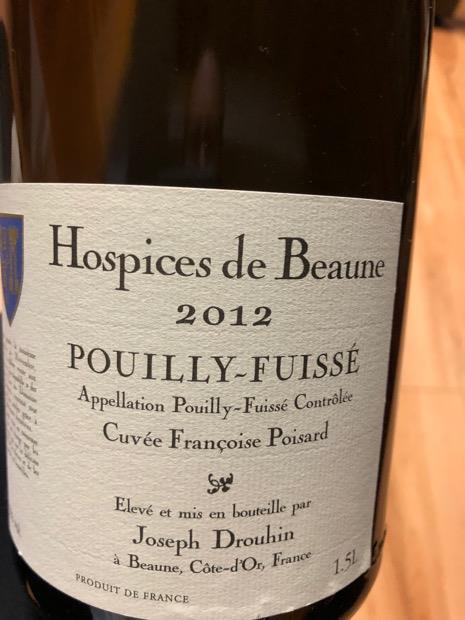 Hospices de Beaune
2012
POUILLY-FUISSÉ
Appellation Pouilly-Fuissé Contrôlée
Cuvée Françoise Poisard
Elevé et mis en bouteille par
Joseph Drouhin
à Beaune, Côte-d'Or, France
1.5L
PRODUIT DE FRANCE